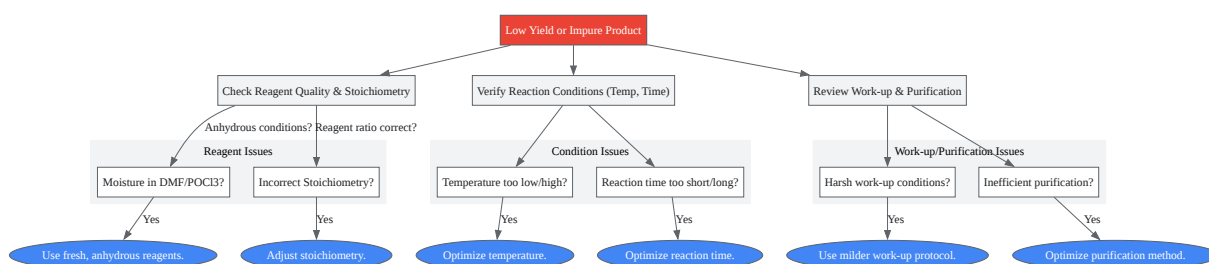 Low Yield or Impure Product
Check Reagent Quality & Stoichiometry
Verify Reaction Conditions (Temp, Time)
Review Work-up & Purification
Anhydrous conditions?
Reagent ratio correct?
Reagent Issues
Condition Issues
Work-up/Purification Issues
Moisture in DMF/POCl3?
Incorrect Stoichiometry?
Temperature too low/high?
Reaction time too short/long?
Harsh work-up conditions?
Inefficient purification?
Yes
Yes
Yes
Yes
Yes
Yes
Use fresh, anhydrous reagents.
Adjust stoichiometry.
Optimize temperature.
Optimize reaction time.
Use milder work-up protocol.
Optimize purification method.